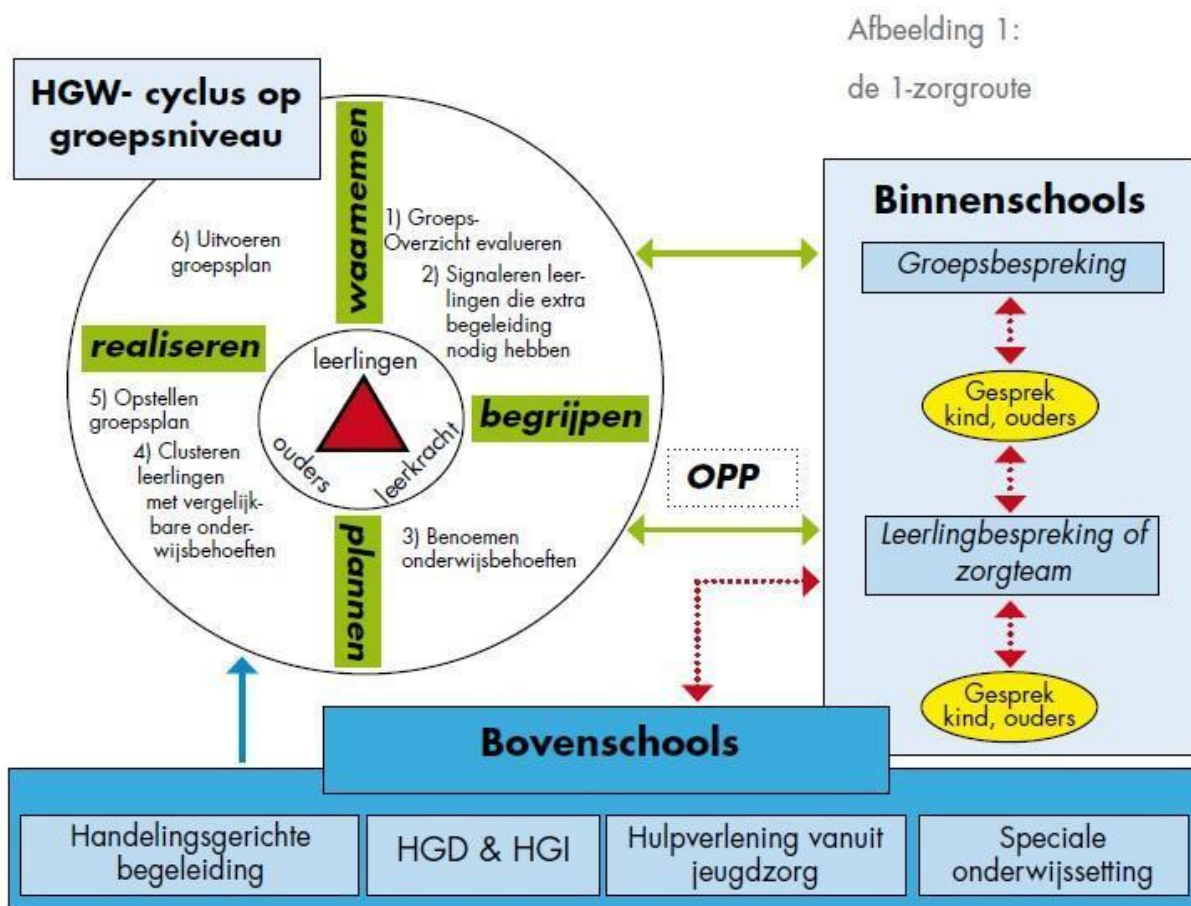 Afbeelding 1:
de 1-zorgroute
HGW- cyclus op
groepsniveau
waarnemen
1) Groeps-
Overzicht evalueren
2) Signaleren leer-
lingen die extra
begeleiding
nodig hebben
6) Uitvoeren
groepsplan
realiseren
leerlingen
ouders
leerkracht
begrijpen
5) Opstellen
groepsplan
4) Clusteren
leerlingen
met vergelijk-
bare onder-
wijsbehoeften
plannen
3) Benoemen
onderwijsbehoeften
OPP
Binnenschools
Groepsbespreking
Gesprek
kind, ouders
Leerlingbespreking of
zorgteam
Gesprek
kind, ouders
Bovenschools
Handelingsgerichte
begeleiding
HGD & HGI
Hulpverlening vanuit
jeugdzorg
Speciale
onderwijssetting